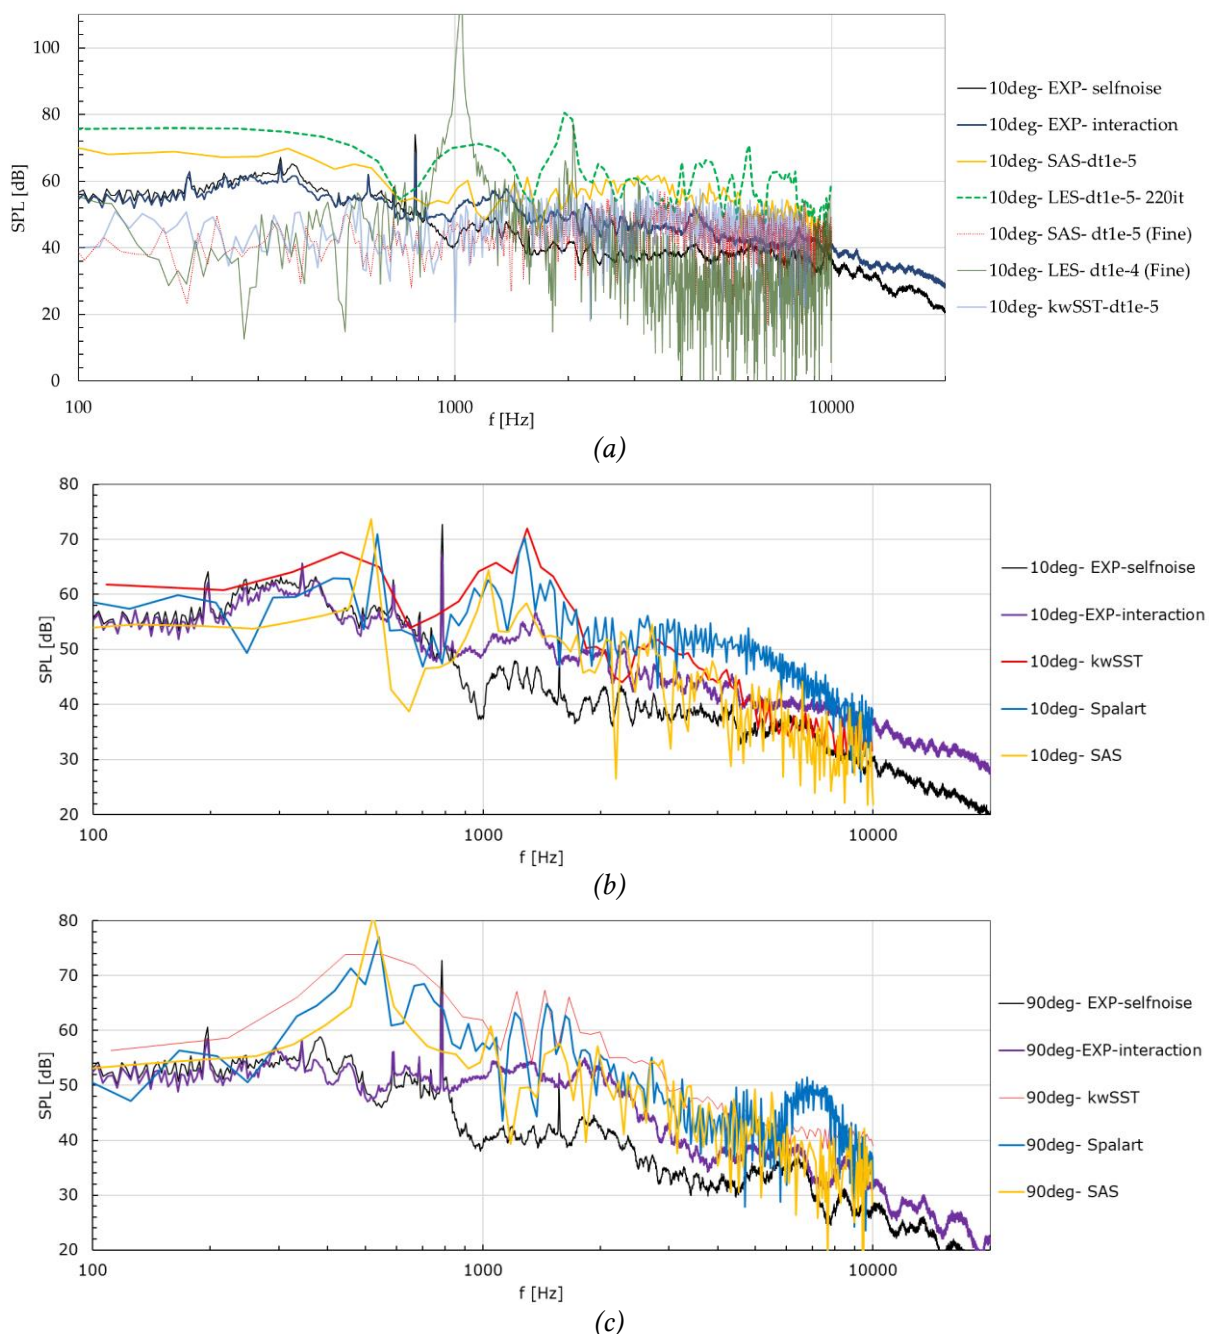 100
80
60
40
20
0
SPL [dB]
100
1000
10000
f [Hz]
10deg- EXP- selfnoise
10deg- EXP- interaction
10deg- SAS-dt1e-5
10deg- LES-dt1e-5- 220it
10deg- SAS- dt1e-5 (Fine)
10deg- LES- dt1e-4 (Fine)
10deg- kwSST-dt1e-5
(a)
80
70
60
50
40
30
20
SPL [dB]
100
1000
10000
f [Hz]
10deg- EXP-selfnoise
10deg-EXP-interaction
10deg- kwSST
10deg- Spalart
10deg- SAS
(b)
80
70
60
50
40
30
20
SPL [dB]
100
1000
10000
f [Hz]
90deg- EXP-selfnoise
90deg-EXP-interaction
90deg- kwSST
90deg- Spalart
90deg- SAS
(c)